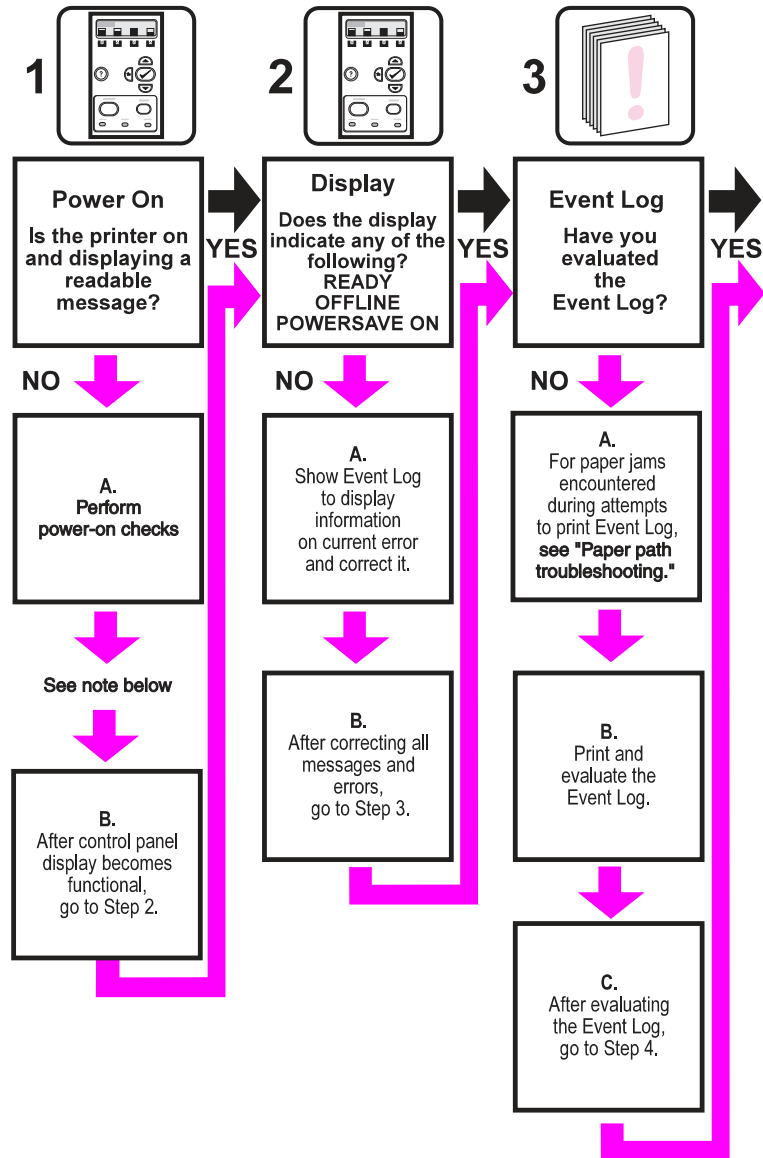 1
Power On
Is the printer on
and displaying a
readable
message?
YES
NO
A.
Perform
power-on checks
See note below
B.
After control panel
display becomes
functional,
go to Step 2.
2
Display
Does the display
indicate any of the
following?
READY
OFFLINE
POWERSAVE ON
YES
NO
A.
Show Event Log
to display
information
on current error
and correct it.
B.
After correcting all
messages and
errors,
go to Step 3.
3
Event Log
Have you
evaluated
the
Event Log?
YES
NO
A.
For paper jams
encountered
during attempts
to print Event Log,
see "Paper path
troubleshooting."
B.
Print and
evaluate the
Event Log.
C.
After evaluating
the Event Log,
go to Step 4.